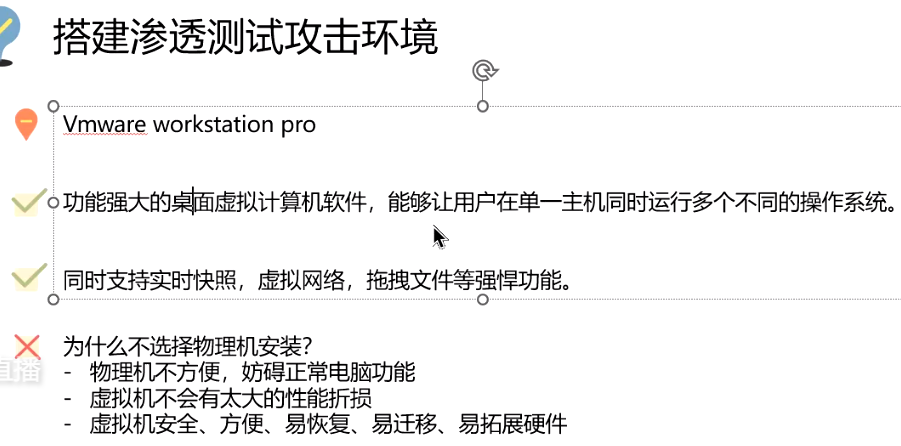 搭建渗透测试攻击环境
Vmware workstation pro
功能强大的桌面虚拟计算机软件，能够让用户在单一主机同时运行多个不同的操作系统。
同时支持实时快照，虚拟网络，拖拽文件等强悍功能。
为什么不选择物理机安装？
直播
- 物理机不方便，妨碍正常电脑功能
- 虚拟机不会有太大的性能折损
- 虚拟机安全、方便、易恢复、易迁移、易拓展硬件